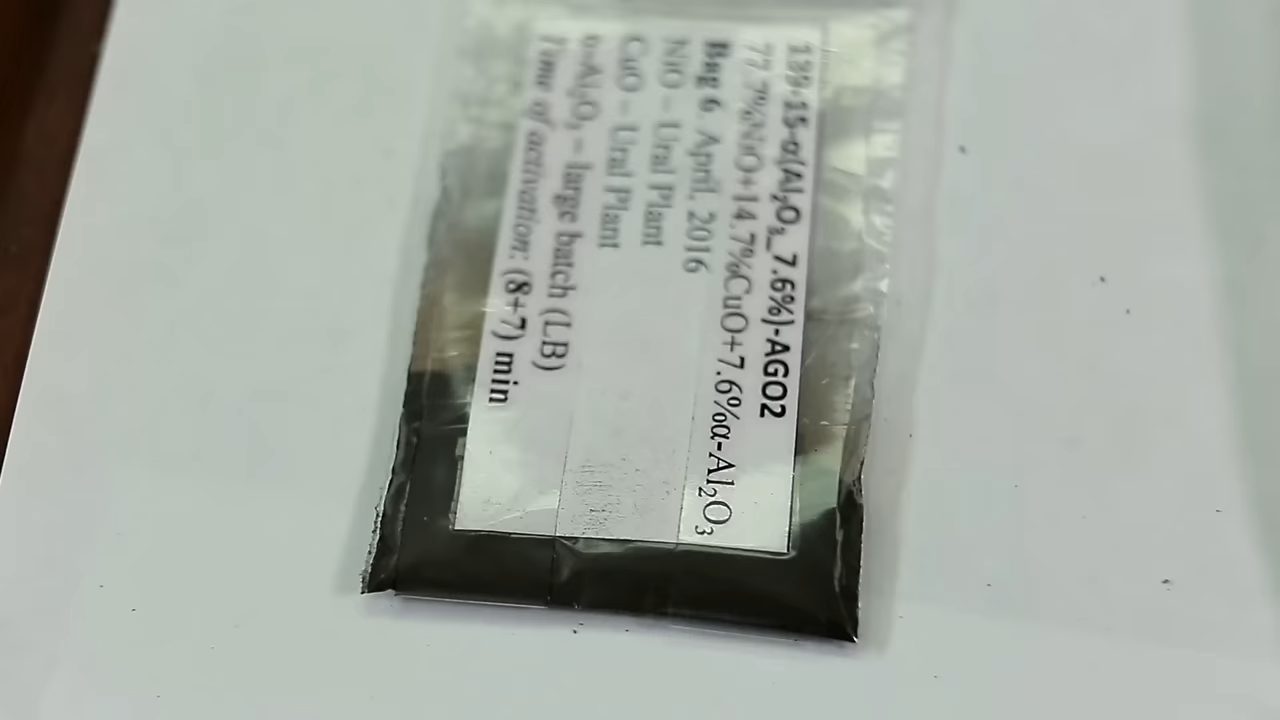 139-15-α(Al₂O₃_7.6%)-AGO2
77.7%NiO+14.7%CuO+7.6%α-Al₂O₃
Bag 6. April, 2016
NiO – Ural Plant
CuO – Ural Plant
α-Al₂O₃ – large batch (LB)
Time of activation: (8+7) min